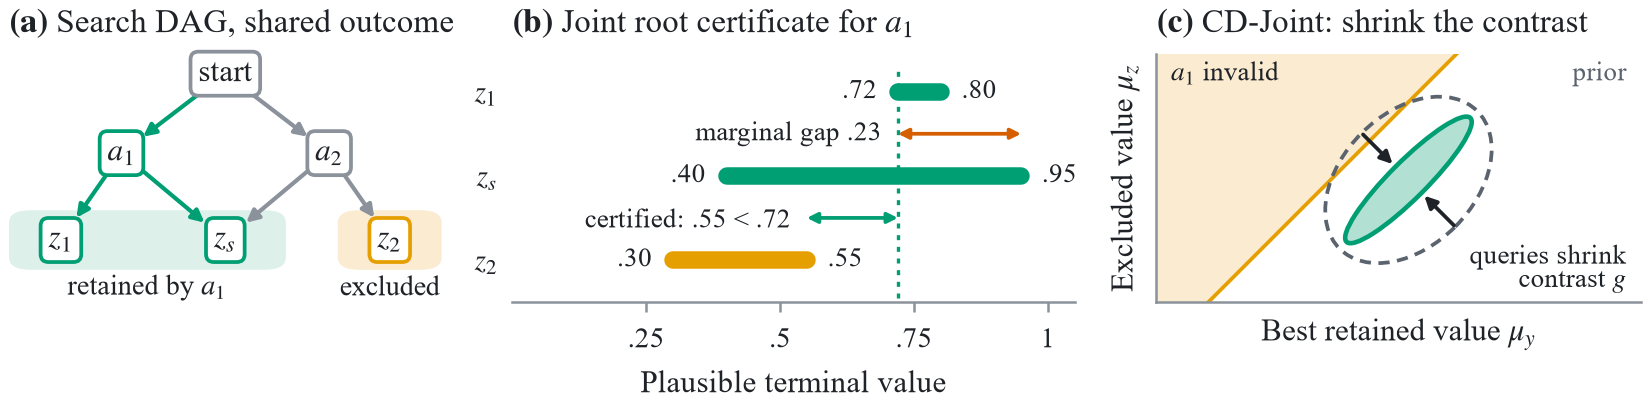 (a) Search DAG, shared outcome
start
a₁
a₂
z₁
zₛ
z₂
retained by a₁
excluded
(b) Joint root certificate for a₁
z₁
.72
.80
marginal gap .23
zₛ
.40
.95
certified: .55 < .72
z₂
.30
.55
.25
.5
.75
1
Plausible terminal value
(c) CD-Joint: shrink the contrast
Excluded value μ_z
a₁ invalid
prior
queries shrink
contrast g
Best retained value μ_y